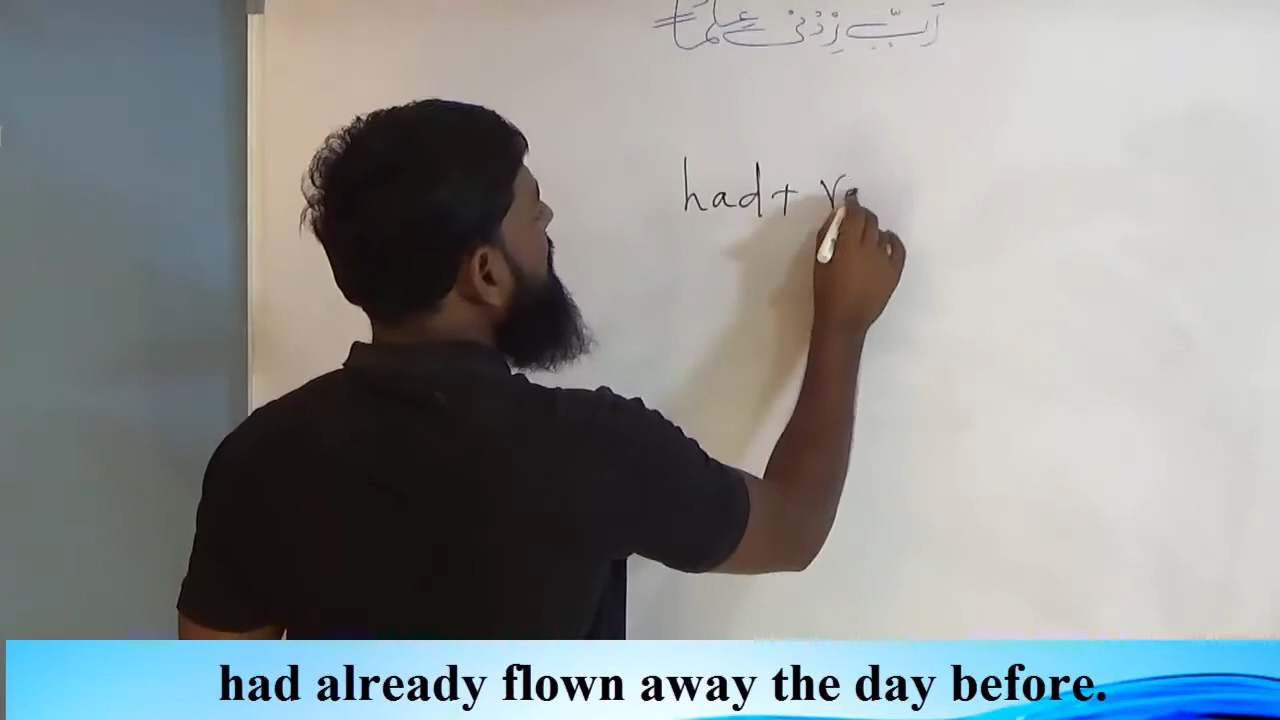 رَبِّ زِدْنِي عِلْمًا
had + v
had already flown away the day before.